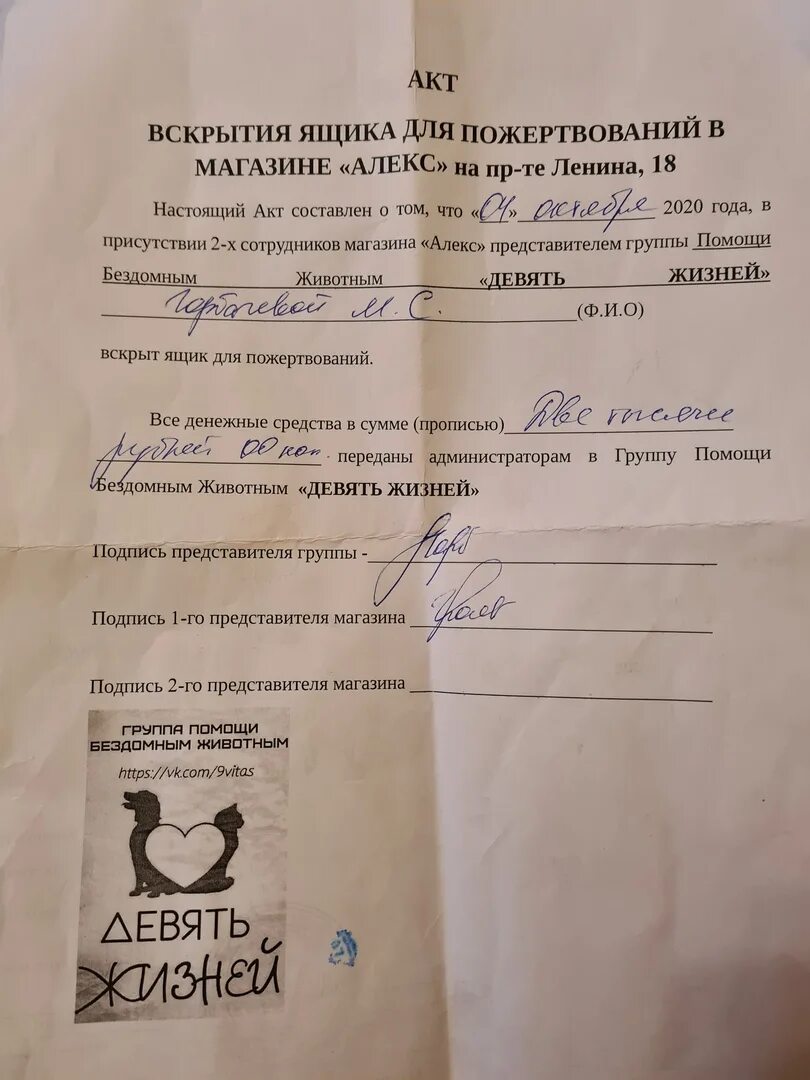 АКТ
ВСКРЫТИЯ ЯЩИКА ДЛЯ ПОЖЕРТВОВАНИЙ В
МАГАЗИНЕ «АЛЕКС» на пр-те Ленина, 18
Настоящий Акт составлен о том, что «04» октября 2020 года, в
присутствии 2-х сотрудников магазина «Алекс» представителем группы Помощи
Бездомным Животным «ДЕВЯТЬ ЖИЗНЕЙ»
Горбачевой М. С. (Ф.И.О)
вскрыт ящик для пожертвований.
Все денежные средства в сумме (прописью) Две тысячи
рублей 00 коп. переданы администраторам в Группу Помощи
Бездомным Животным «ДЕВЯТЬ ЖИЗНЕЙ»
Подпись представителя группы -
Подпись 1-го представителя магазина
Подпись 2-го представителя магазина
ГРУППА ПОМОЩИ
БЕЗДОМНЫМ ЖИВОТНЫМ
https://vk.com/9vitas
ДЕВЯТЬ
ЖИЗНЕЙ